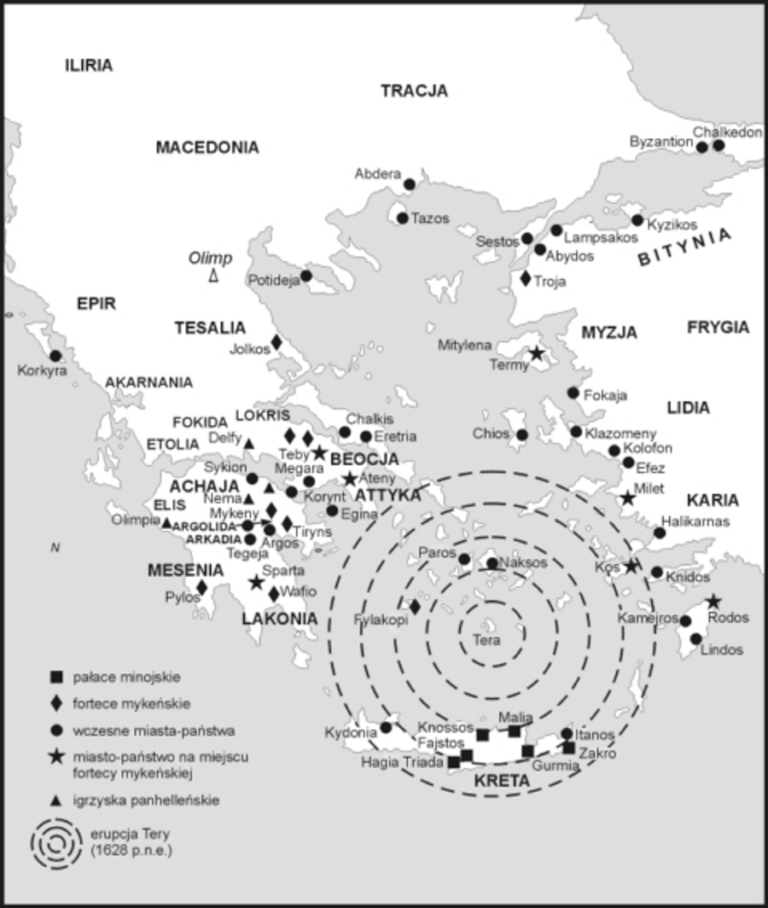 ILIRIA
TRACJA
MACEDONIA
Byzantion
Chalkedon
Abdera
Tazos
Kyzikos
Lampsakos
Sestos
Abydos
BITYNIA
Olimp
Potideja
Troja
EPIR
TESALIA
Jolkos
Mitylena
Termy
MYZJA
FRYGIA
Korkyra
AKARNANIA
Fokaja
LIDIA
FOKIDA
LOKRIS
Chalkis
Delfy
Eretria
ETOLIA
Chios
Klazomeny
Kolofon
Efez
Teby
BEOCJA
Sykion
Megara
Ateny
ATTYKA
ACHAJA
Nema
Korynt
Milet
KARIA
ELIS
Mykeny
Egina
Olimpia
ARGOLIDA
Tiryns
Halikarnas
ARKADIA
Argos
Tegeja
N
Paros
Naksos
Kos
Knidos
MESENIA
Sparta
Pylos
Wafio
Fylakopi
Kameiros
Rodos
LAKONIA
Tera
Lindos
pałace minojskie
fortece mykeńskie
wczesne miasta-państwa
miasto-państwo na miejscu
fortecy mykeńskiej
igrzyska panhelleńskie
erupcja Tery
(1628 p.n.e.)
Kydonia
Knossos
Malia
Itanos
Fajstos
Zakro
Hagia Triada
Gurmia
KRETA